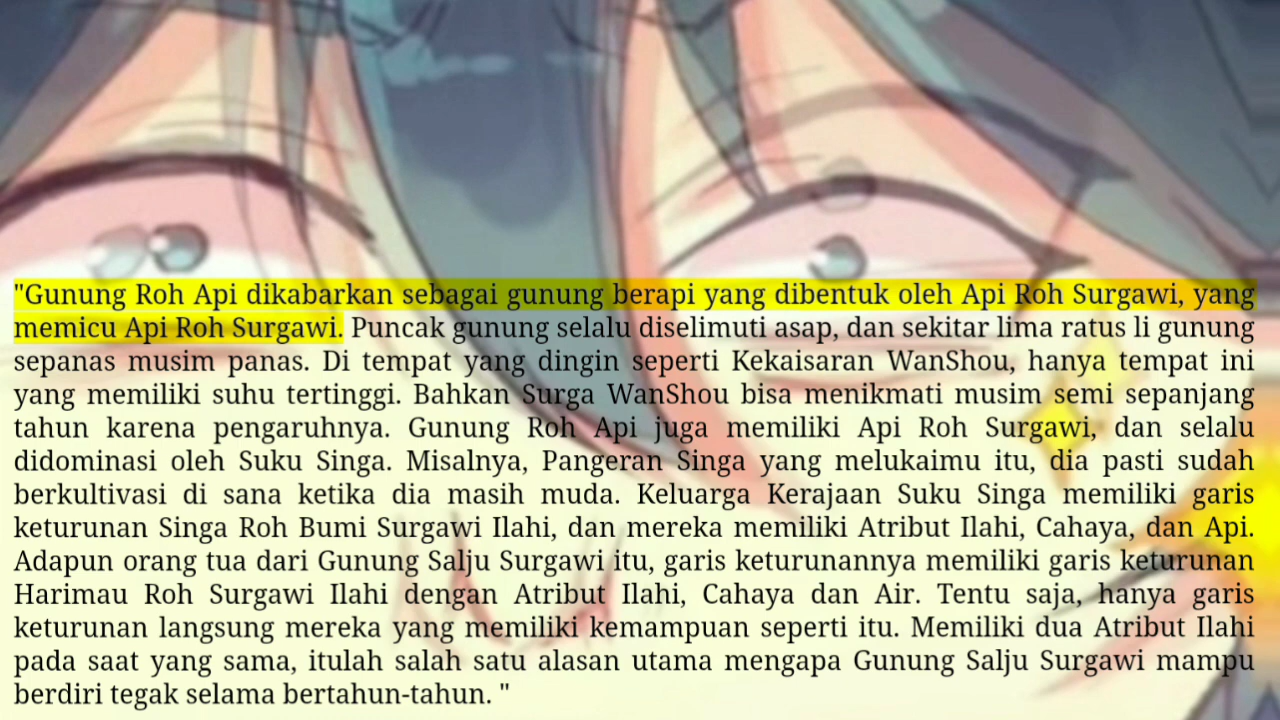 "Gunung Roh Api dikabarkan sebagai gunung berapi yang dibentuk oleh Api Roh Surgawi, yang
memicu Api Roh Surgawi. Puncak gunung selalu diselimuti asap, dan sekitar lima ratus li gunung
sepanas musim panas. Di tempat yang dingin seperti Kekaisaran WanShou, hanya tempat ini
yang memiliki suhu tertinggi. Bahkan Surga WanShou bisa menikmati musim semi sepanjang
tahun karena pengaruhnya. Gunung Roh Api juga memiliki Api Roh Surgawi, dan selalu
didominasi oleh Suku Singa. Misalnya, Pangeran Singa yang melukaimu itu, dia pasti sudah
berkultivasi di sana ketika dia masih muda. Keluarga Kerajaan Suku Singa memiliki garis
keturunan Singa Roh Bumi Surgawi Ilahi, dan mereka memiliki Atribut Ilahi, Cahaya, dan Api.
Adapun orang tua dari Gunung Salju Surgawi itu, garis keturunannya memiliki garis keturunan
Harimau Roh Surgawi Ilahi dengan Atribut Ilahi, Cahaya dan Air. Tentu saja, hanya garis
keturunan langsung mereka yang memiliki kemampuan seperti itu. Memiliki dua Atribut Ilahi
pada saat yang sama, itulah salah satu alasan utama mengapa Gunung Salju Surgawi mampu
berdiri tegak selama bertahun-tahun. "